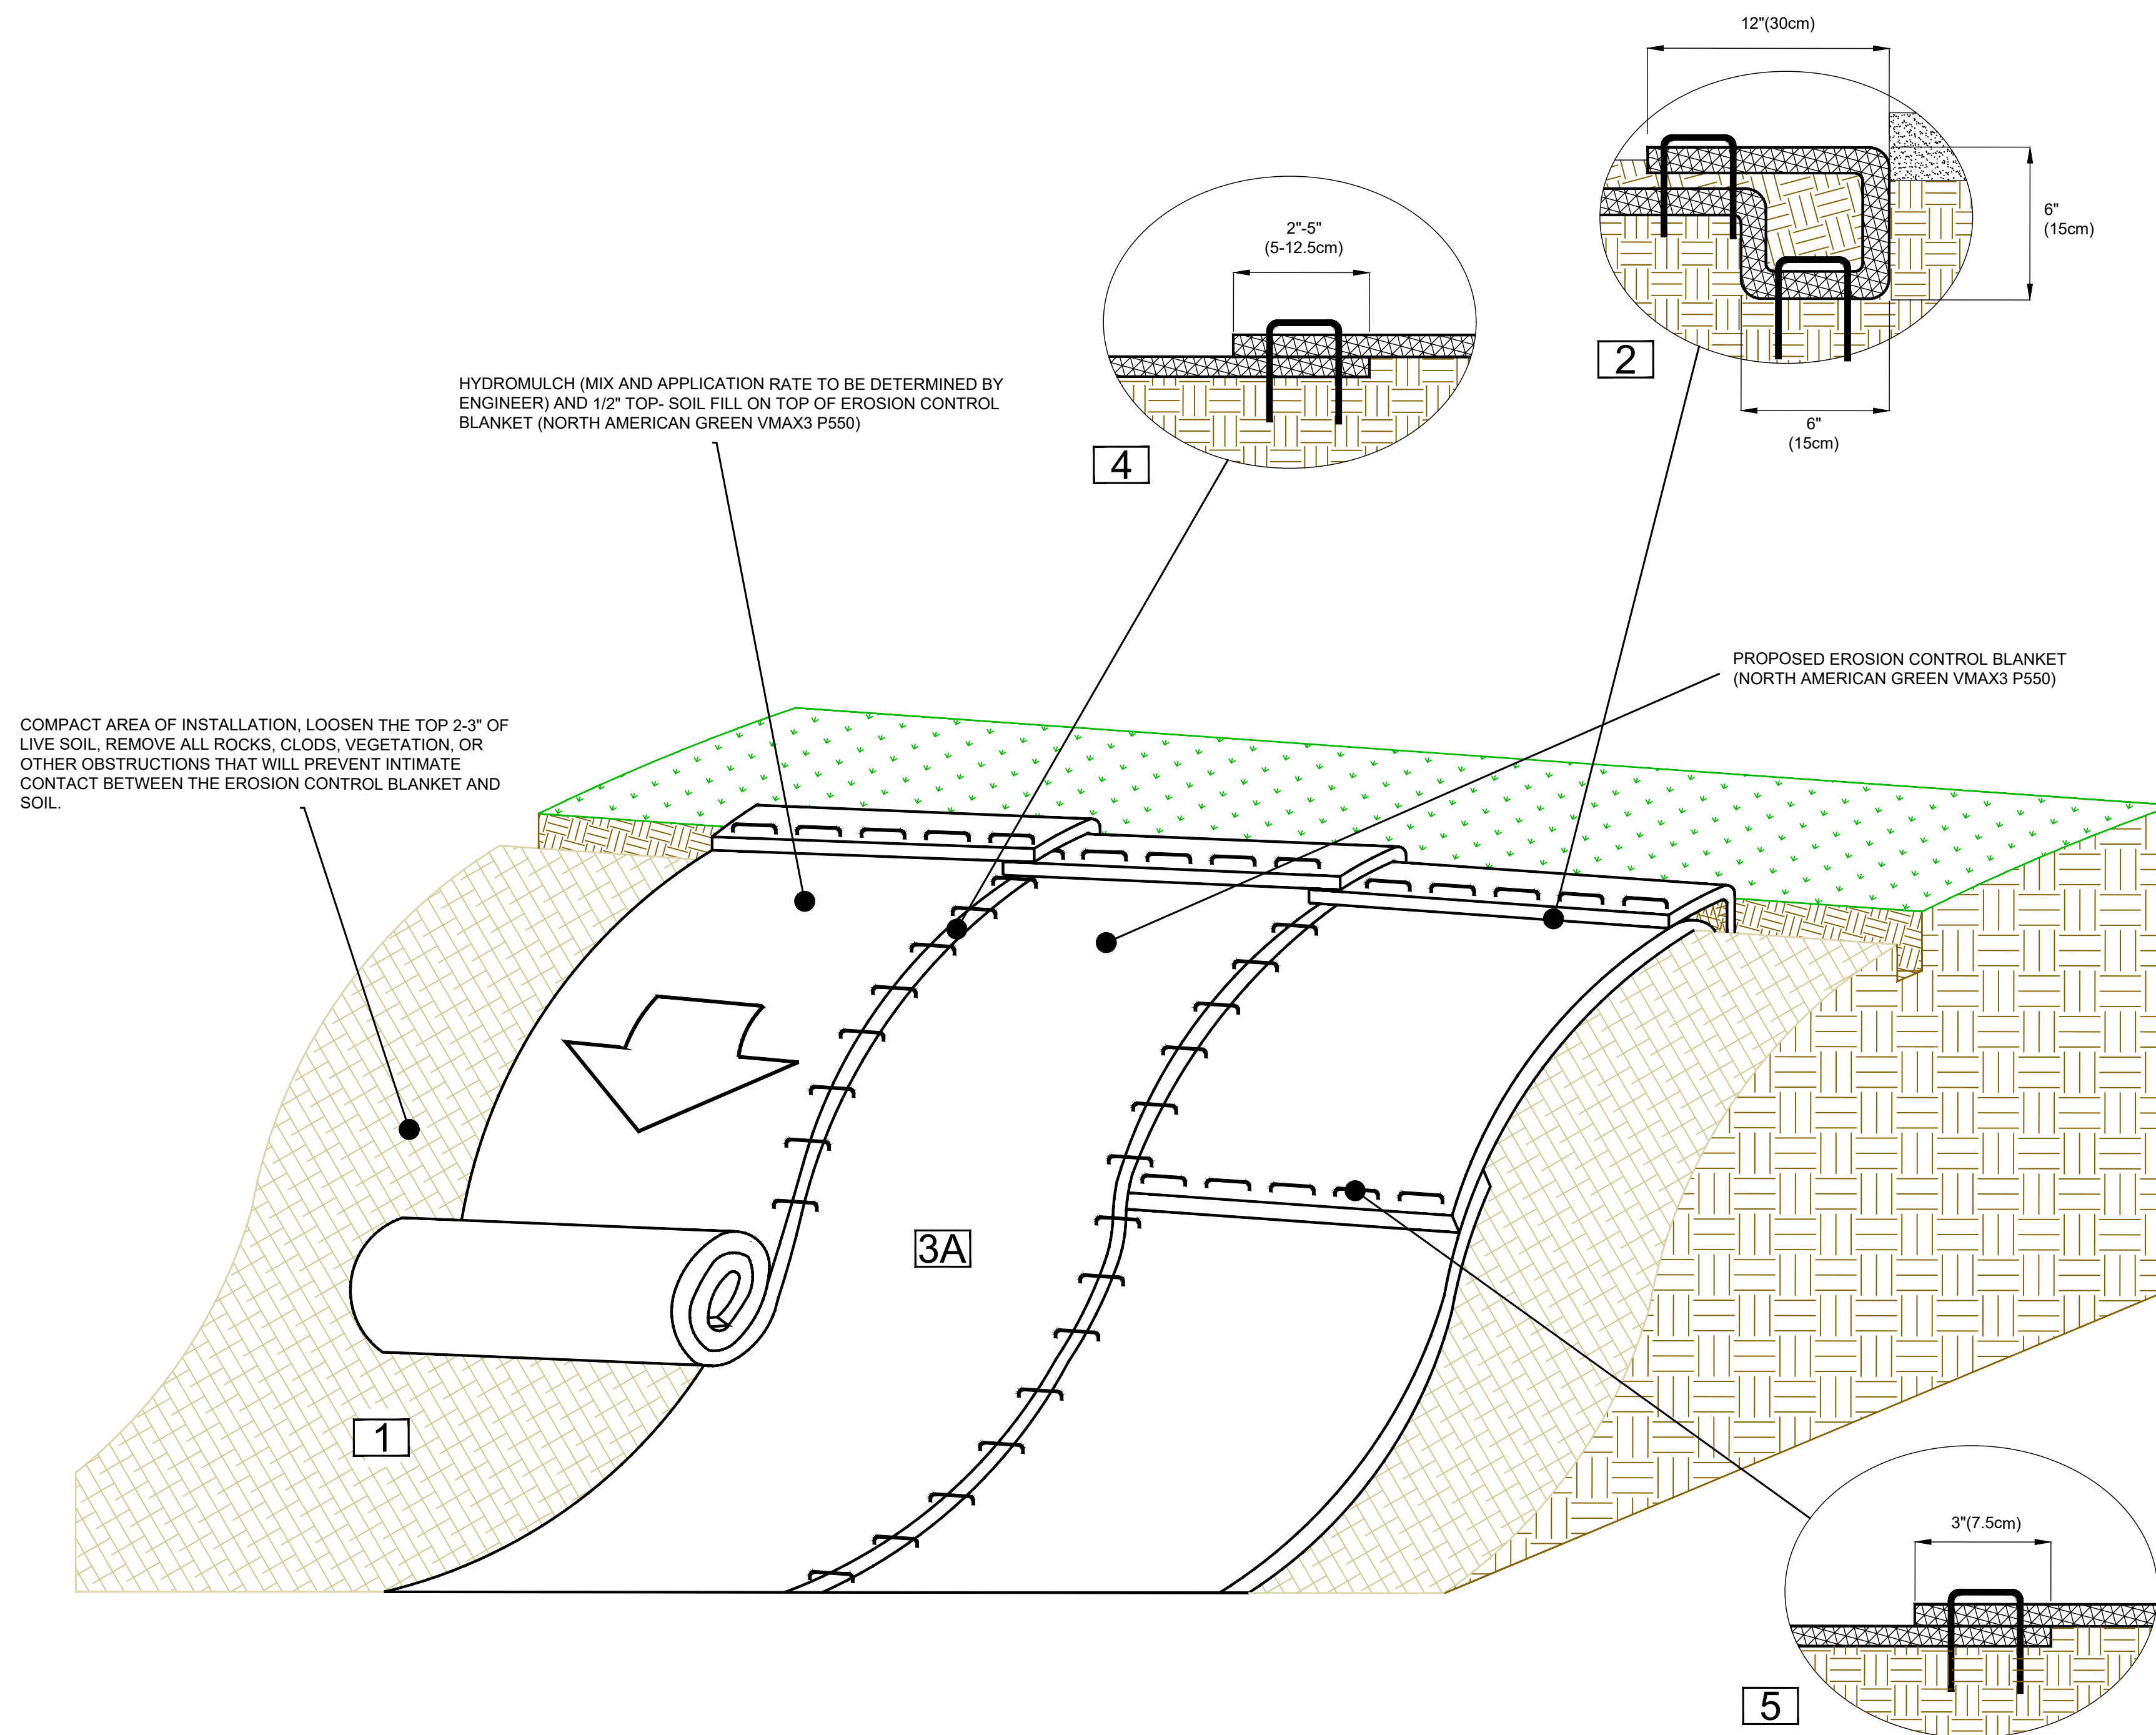 12"(30cm)
6"
(15cm)
6"
(15cm)
2
2"-5"
(5-12.5cm)
4
HYDROMULCH (MIX AND APPLICATION RATE TO BE DETERMINED BY
ENGINEER) AND 1/2" TOP- SOIL FILL ON TOP OF EROSION CONTROL
BLANKET (NORTH AMERICAN GREEN VMAX3 P550)
PROPOSED EROSION CONTROL BLANKET
(NORTH AMERICAN GREEN VMAX3 P550)
COMPACT AREA OF INSTALLATION, LOOSEN THE TOP 2-3" OF
LIVE SOIL, REMOVE ALL ROCKS, CLODS, VEGETATION, OR
OTHER OBSTRUCTIONS THAT WILL PREVENT INTIMATE
CONTACT BETWEEN THE EROSION CONTROL BLANKET AND
SOIL.
3A
1
3"(7.5cm)
5